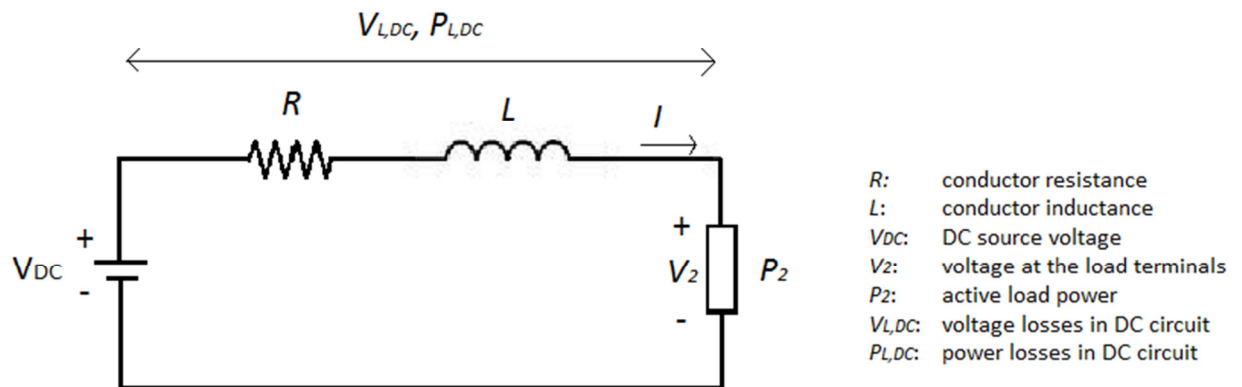 VL,DC, PL,DC
R
L
I
+
VDC
-
+
V2
-
P2
R: conductor resistance
L: conductor inductance
VDC: DC source voltage
V2: voltage at the load terminals
P2: active load power
VL,DC: voltage losses in DC circuit
PL,DC: power losses in DC circuit